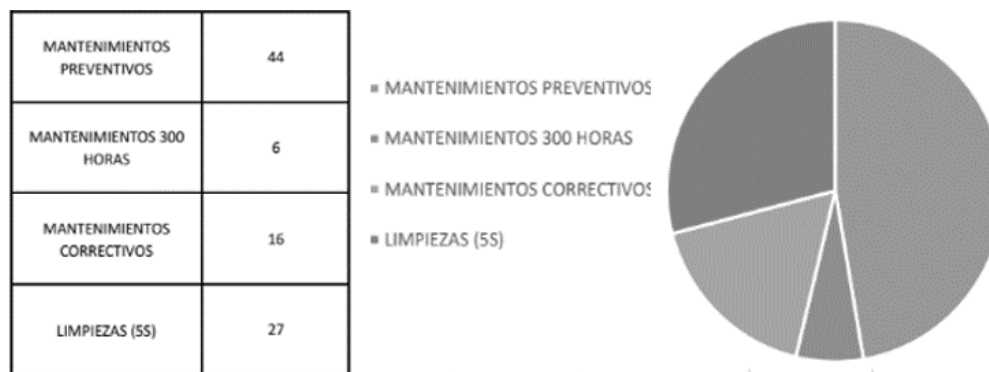 MANTENIMIENTOS
PREVENTIVOS
44
MANTENIMIENTOS 300
HORAS
6
MANTENIMIENTOS
CORRECTIVOS
16
LIMPIEZAS (5S)
27
MANTENIMIENTOS PREVENTIVOS
MANTENIMIENTOS 300 HORAS
MANTENIMIENTOS CORRECTIVOS
LIMPIEZAS (5S)